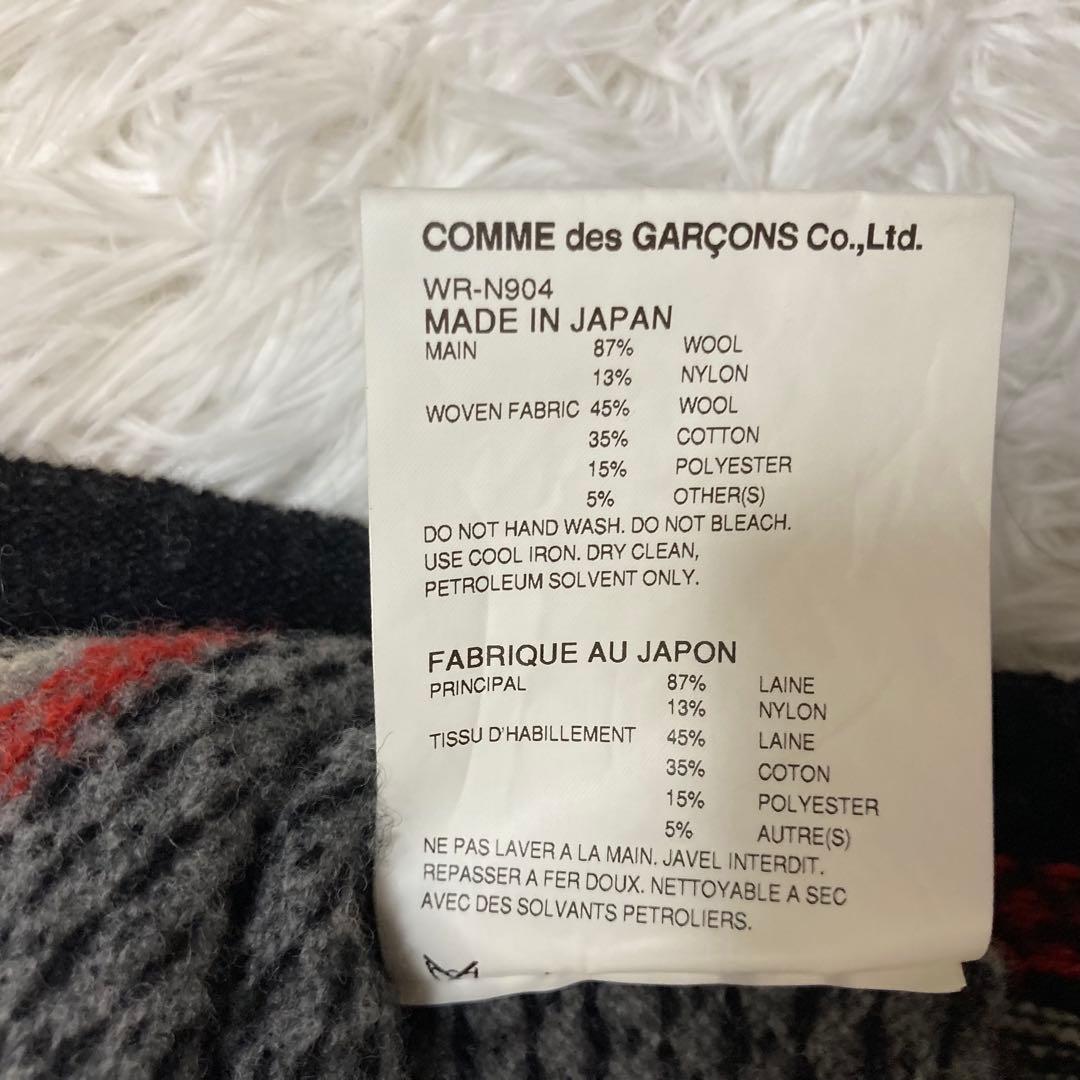 COMME des GARÇONS Co.,Ltd.
WR-N904
MADE IN JAPAN
MAIN 87% WOOL
13% NYLON
WOVEN FABRIC 45% WOOL
35% COTTON
15% POLYESTER
5% OTHER(S)
DO NOT HAND WASH. DO NOT BLEACH.
USE COOL IRON. DRY CLEAN,
PETROLEUM SOLVENT ONLY.
FABRIQUE AU JAPON
PRINCIPAL 87% LAINE
13% NYLON
TISSU D'HABILLEMENT 45% LAINE
35% COTON
15% POLYESTER
5% AUTRE(S)
NE PAS LAVER A LA MAIN. JAVEL INTERDIT.
REPASSER A FER DOUX. NETTOYABLE A SEC
AVEC DES SOLVANTS PETROLIERS.